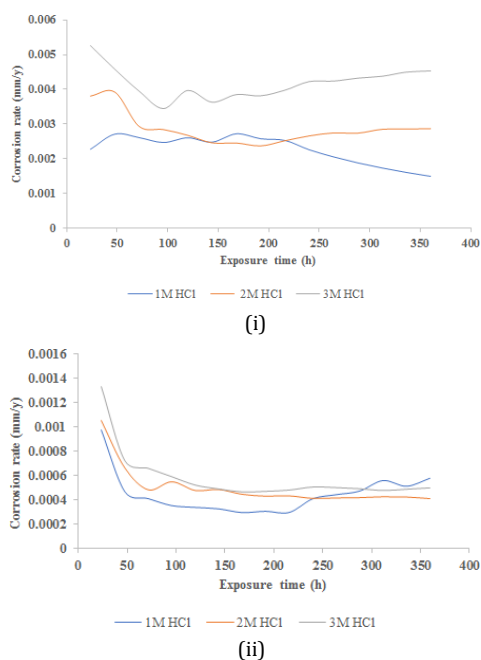 0.006
0.005
0.004
0.003
0.002
0.001
0
Corrosion rate (mm/y)
0 50 100 150 200 250 300 350 400
Exposure time (h)
1M HCl 2M HCl 3M HCl
(i)
0.0016
0.0014
0.0012
0.001
0.0008
0.0006
0.0004
0.0002
0
Corrosion rate (mm/y)
0 50 100 150 200 250 300 350 400
Exposure time (h)
1M HCl 2M HCl 3M HCl
(ii)